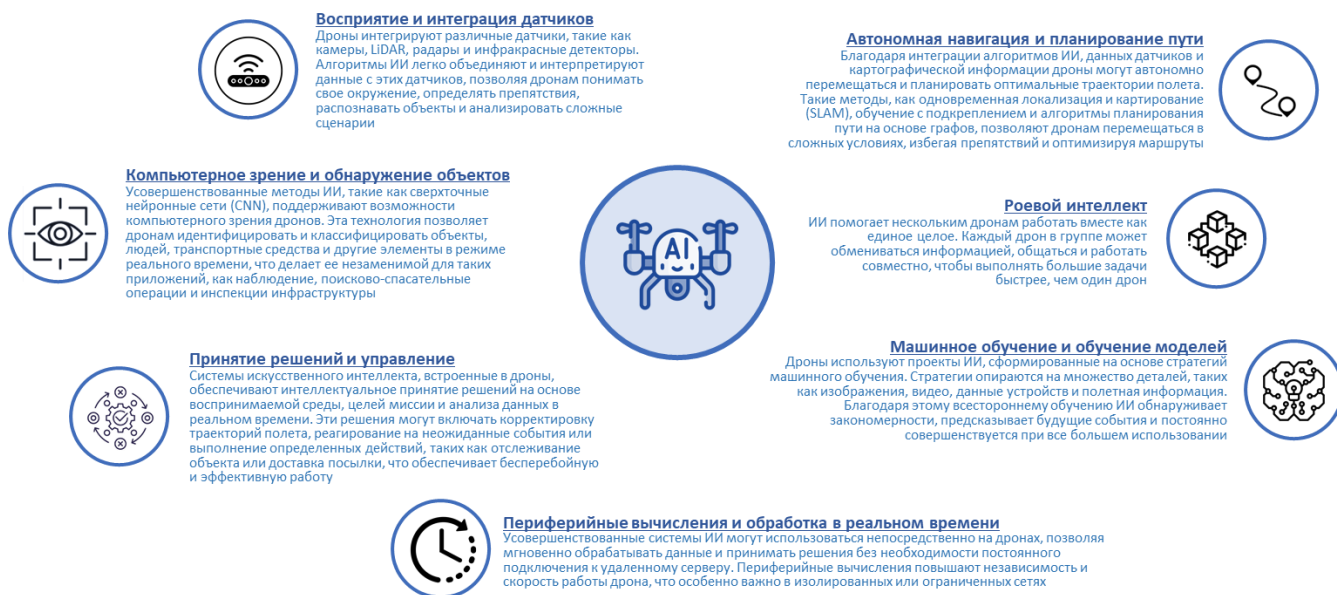 Восприятие и интеграция датчиков
Дроны интегрируют различные датчики, такие как
камеры, LiDAR, радары и инфракрасные детекторы.
Алгоритмы ИИ легко объединяют и интерпретируют
данные с этих датчиков, позволяя дронам понимать
свое окружение, определять препятствия,
распознавать объекты и анализировать сложные
сценарии
Автономная навигация и планирование пути
Благодаря интеграции алгоритмов ИИ, данных датчиков и
картографической информации дроны могут автономно
перемещаться и планировать оптимальные траектории полета.
Такие методы, как одновременная локализация и картирование
(SLAM), обучение с подкреплением и алгоритмы планирования
пути на основе графов, позволяют дронам перемещаться в
сложных условиях, избегая препятствий и оптимизируя маршруты
Компьютерное зрение и обнаружение объектов
Усовершенствованные методы ИИ, такие как сверхточные
нейронные сети (CNN), поддерживают возможности
компьютерного зрения дронов. Эта технология позволяет
дронам идентифицировать и классифицировать объекты,
людей, транспортные средства и другие элементы в режиме
реального времени, что делает ее незаменимой для таких
приложений, как наблюдение, поисково-спасательные
операции и инспекции инфраструктуры
AI
Роевой интеллект
ИИ помогает нескольким дронам работать вместе как
единое целое. Каждый дрон в группе может
обмениваться информацией, общаться и работать
совместно, чтобы выполнять большие задачи
быстрее, чем один дрон
Принятие решений и управление
Системы искусственного интеллекта, встроенные в дроны,
обеспечивают интеллектуальное принятие решений на основе
воспринимаемой среды, целей миссии и анализа данных в
реальном времени. Эти решения могут включать корректировку
траекторий полета, реагирование на неожиданные события или
выполнение определенных действий, таких как отслеживание
объекта или доставка посылки, что обеспечивает бесперебойную
и эффективную работу
Машинное обучение и обучение моделей
Дроны используют проекты ИИ, сформированные на основе стратегий
машинного обучения. Стратегии опираются на множество деталей, таких
как изображения, видео, данные устройств и полетная информация.
Благодаря этому всестороннему обучению ИИ обнаруживает
закономерности, предсказывает будущие события и постоянно
совершенствуется при все большем использовании
Периферийные вычисления и обработка в реальном времени
Усовершенствованные системы ИИ могут использоваться непосредственно на дронах, позволяя
мгновенно обрабатывать данные и принимать решения без необходимости постоянного
подключения к удаленному серверу. Периферийные вычисления повышают независимость и
скорость работы дрона, что особенно важно в изолированных или ограниченных сетях